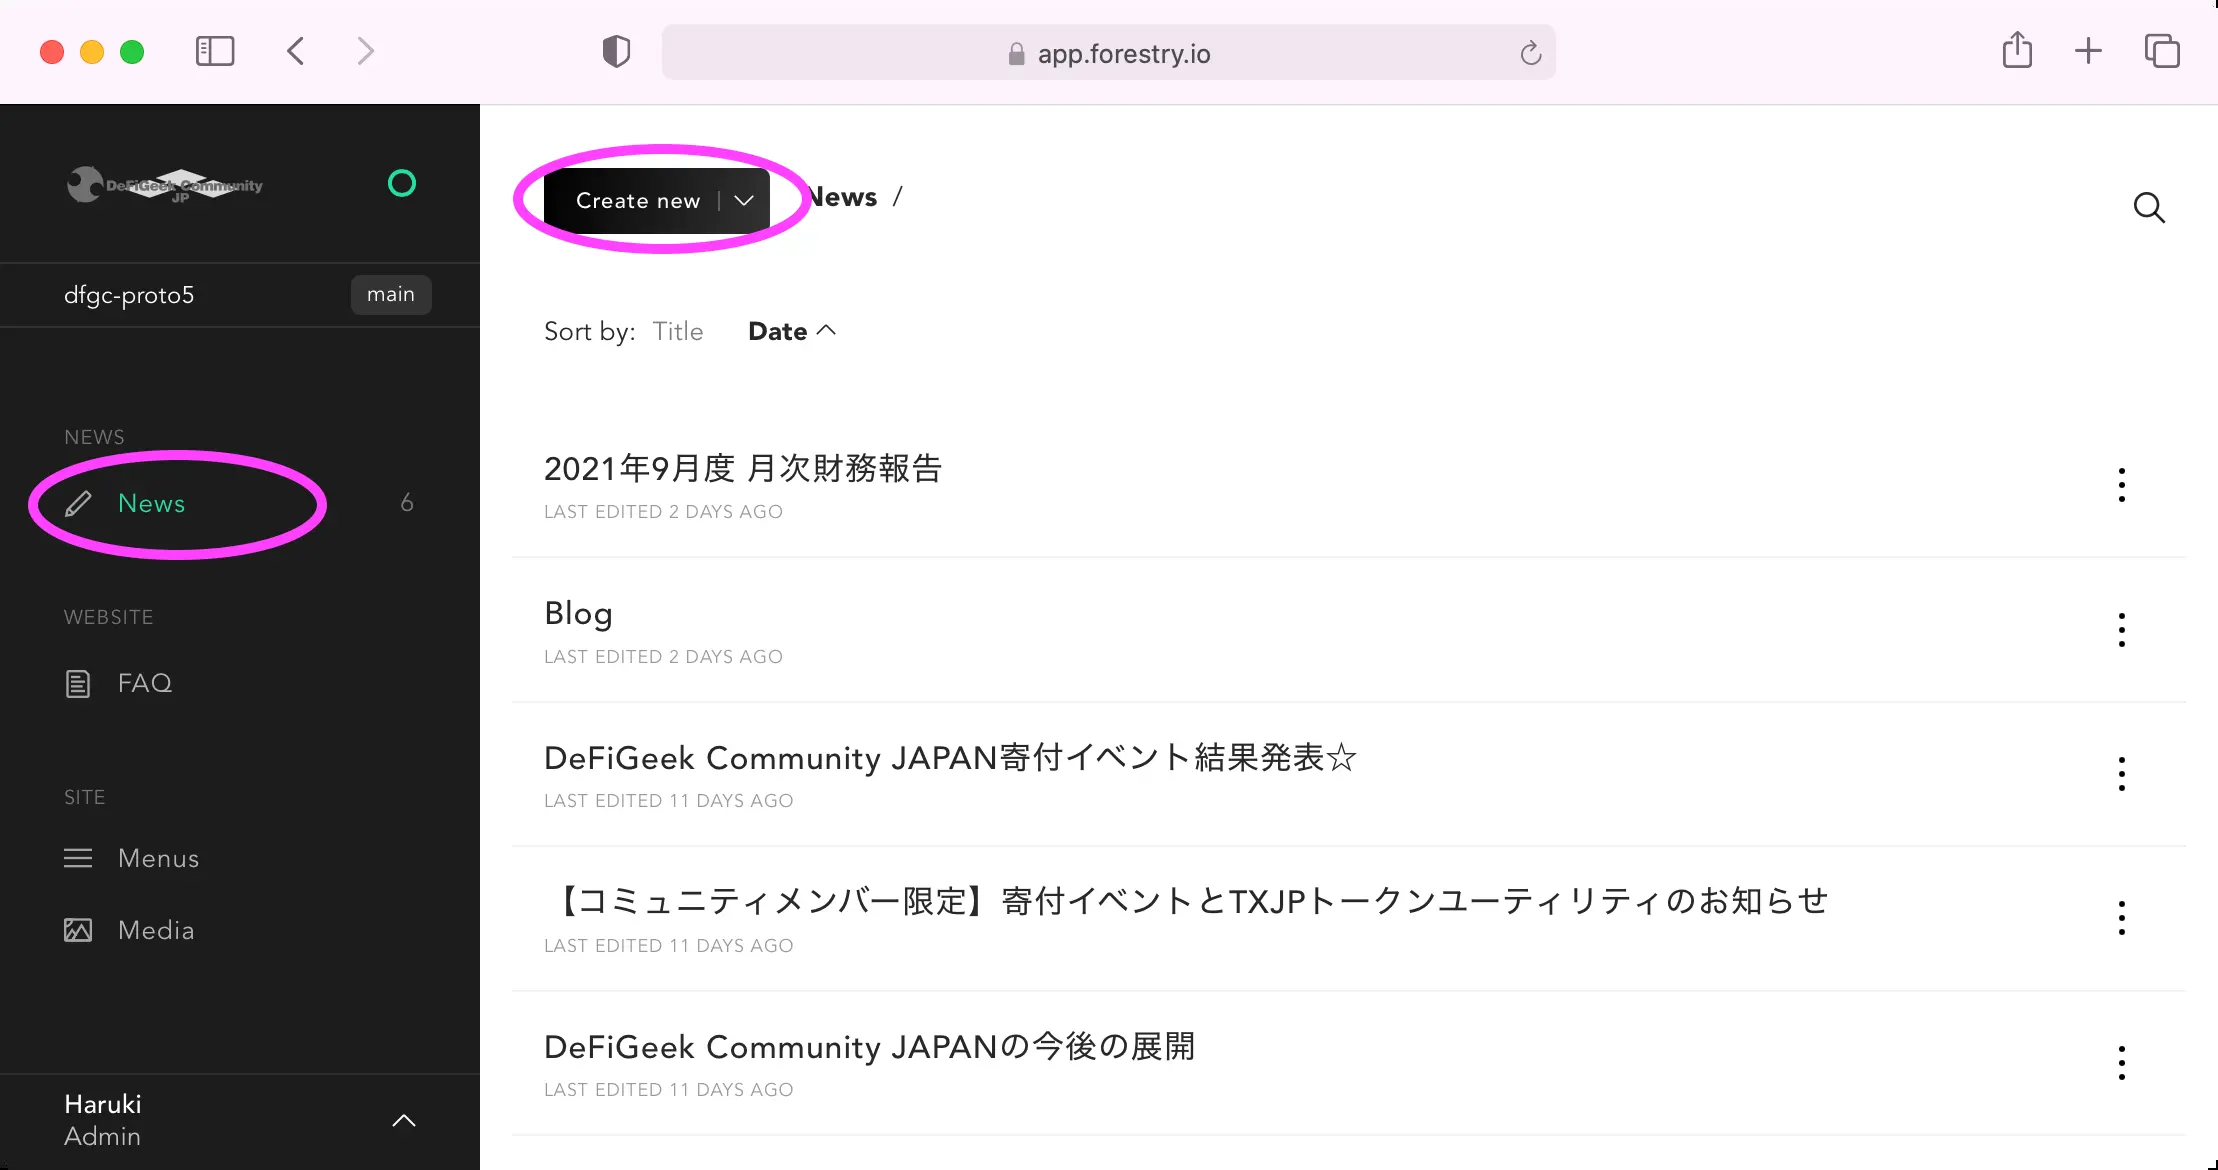 app.forestry.io
DeFiGeek Community
JP
dfgc-proto5
main
NEWS
News
6
WEBSITE
FAQ
SITE
Menus
Media
Haruki
Admin
Create new
News /
Sort by: Title Date
2021年9月度 月次財務報告
LAST EDITED 2 DAYS AGO
Blog
LAST EDITED 2 DAYS AGO
DeFiGeek Community JAPAN寄付イベント結果発表☆
LAST EDITED 11 DAYS AGO
【コミュニティメンバー限定】寄付イベントとTXJPトークンユーティリティのお知らせ
LAST EDITED 11 DAYS AGO
DeFiGeek Community JAPANの今後の展開
LAST EDITED 11 DAYS AGO